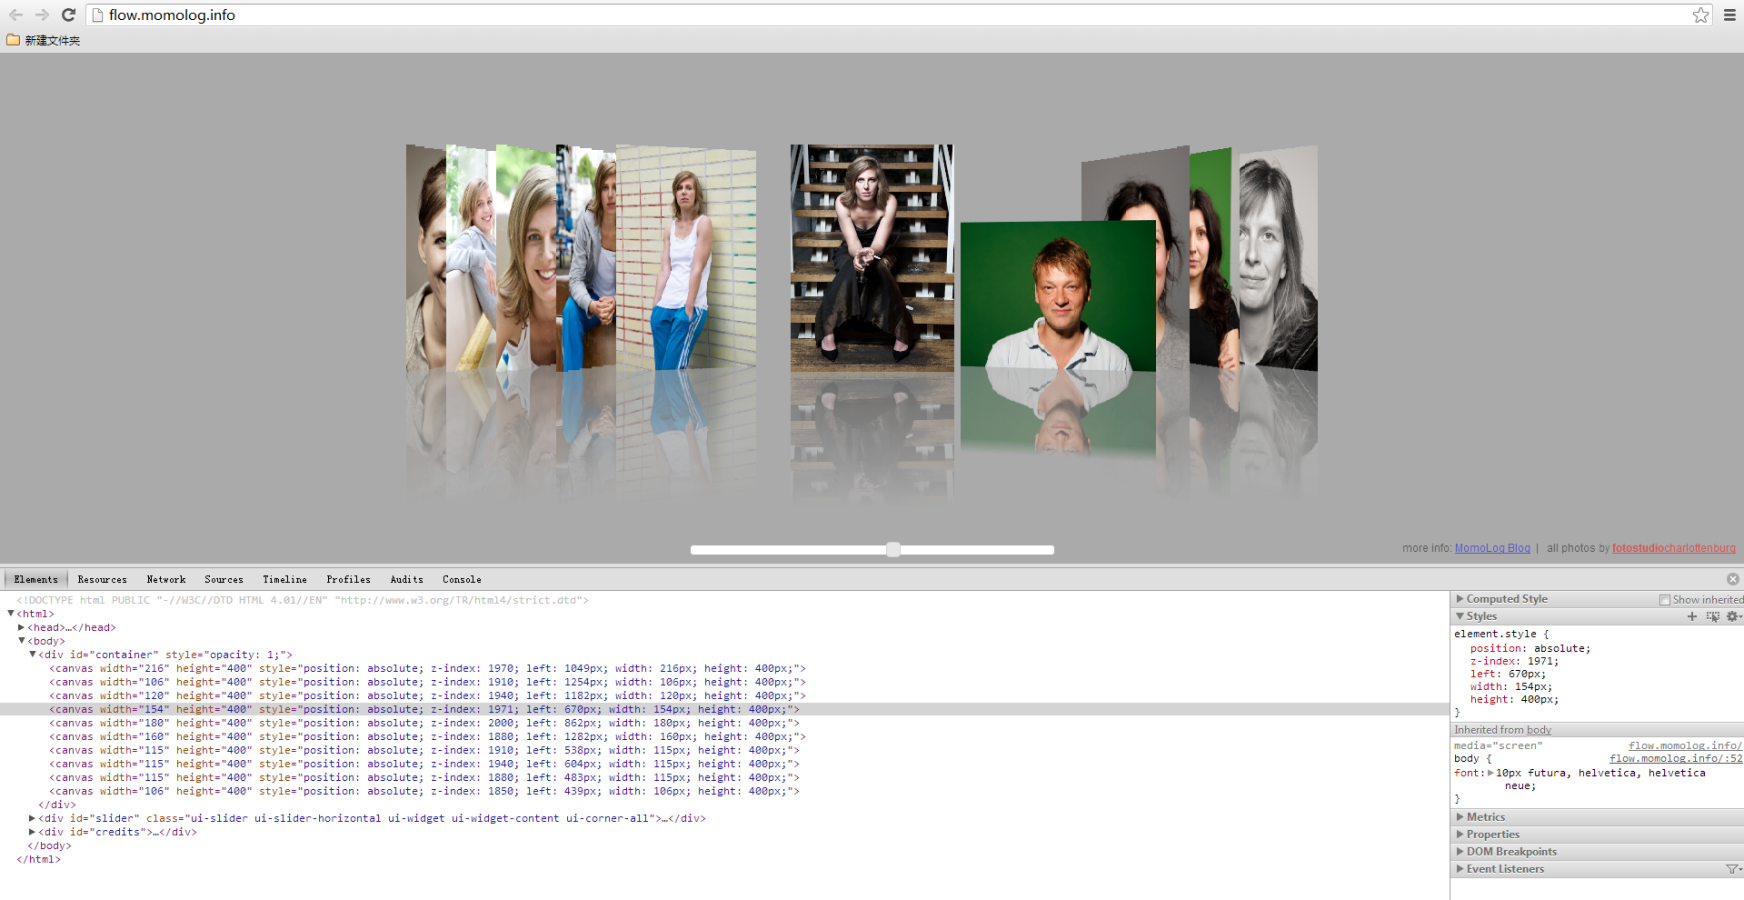 flow.momolog.info
新建文件夹
more info: MomoLog Blog | all photos by fotostudiocharlottenburg
Elements Resources Network Sources Timeline Profiles Audits Console
<!DOCTYPE html PUBLIC "-//W3C//DTD HTML 4.01//EN" "http://www.w3.org/TR/html4/strict.dtd">
<html>
<head>…</head>
<body>
<div id="container" style="opacity: 1;">
<canvas width="216" height="400" style="position: absolute; z-index: 1970; left: 1049px; width: 216px; height: 400px;">
<canvas width="106" height="400" style="position: absolute; z-index: 1910; left: 1254px; width: 106px; height: 400px;">
<canvas width="120" height="400" style="position: absolute; z-index: 1940; left: 1182px; width: 120px; height: 400px;">
<canvas width="154" height="400" style="position: absolute; z-index: 1971; left: 670px; width: 154px; height: 400px;">
<canvas width="180" height="400" style="position: absolute; z-index: 2000; left: 862px; width: 180px; height: 400px;">
<canvas width="160" height="400" style="position: absolute; z-index: 1880; left: 1282px; width: 160px; height: 400px;">
<canvas width="115" height="400" style="position: absolute; z-index: 1910; left: 538px; width: 115px; height: 400px;">
<canvas width="115" height="400" style="position: absolute; z-index: 1940; left: 604px; width: 115px; height: 400px;">
<canvas width="115" height="400" style="position: absolute; z-index: 1880; left: 483px; width: 115px; height: 400px;">
<canvas width="106" height="400" style="position: absolute; z-index: 1850; left: 439px; width: 106px; height: 400px;">
</div>
<div id="slider" class="ui-slider ui-slider-horizontal ui-widget ui-widget-content ui-corner-all">…</div>
<div id="credits">…</div>
</body>
</html>
Computed Style Show inherited
Styles
element.style {
position: absolute;
z-index: 1971;
left: 670px;
width: 154px;
height: 400px;
}
Inherited from body
media="screen" flow.momolog.info/
body { flow.momolog.info/:52
font: 10px futura, helvetica, helvetica
neue;
}
Metrics
Properties
DOM Breakpoints
Event Listeners